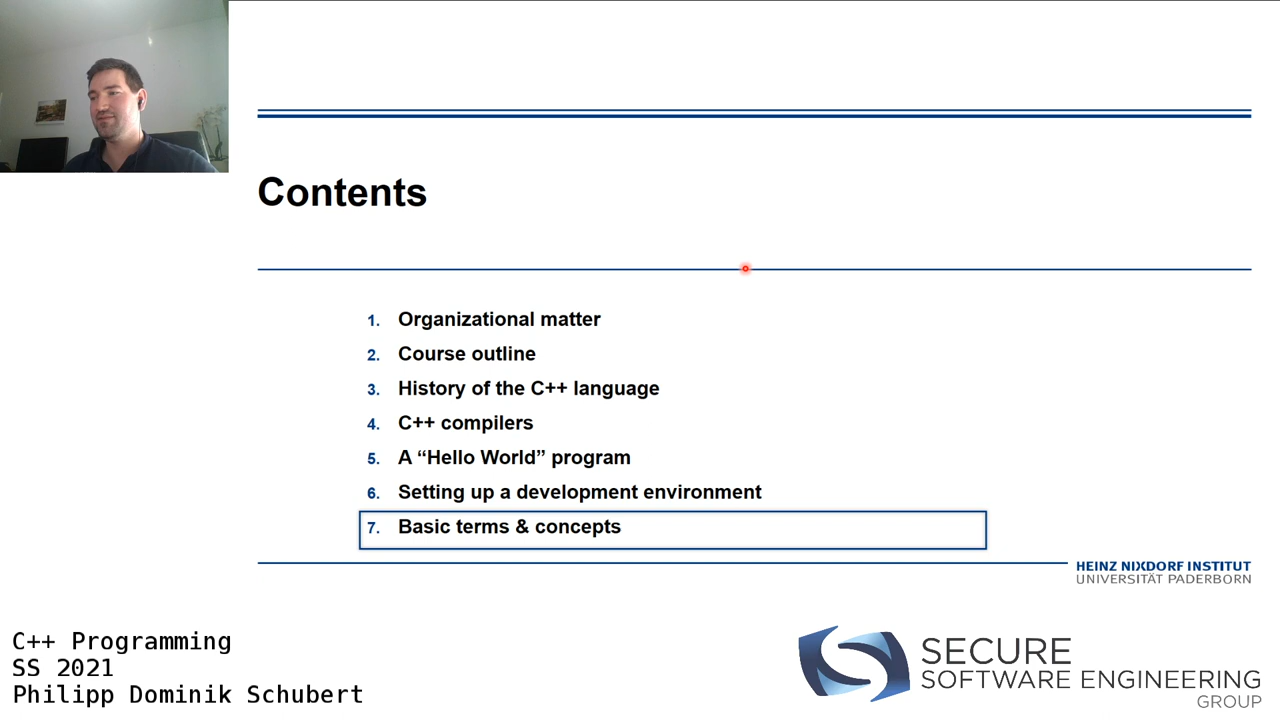 Contents
1. Organizational matter
2. Course outline
3. History of the C++ language
4. C++ compilers
5. A “Hello World” program
6. Setting up a development environment
7. Basic terms & concepts
HEINZ NIXDORF INSTITUT
UNIVERSITÄT PADERBORN
C++ Programming
SS 2021
Philipp Dominik Schubert
SECURE
SOFTWARE ENGINEERING
GROUP